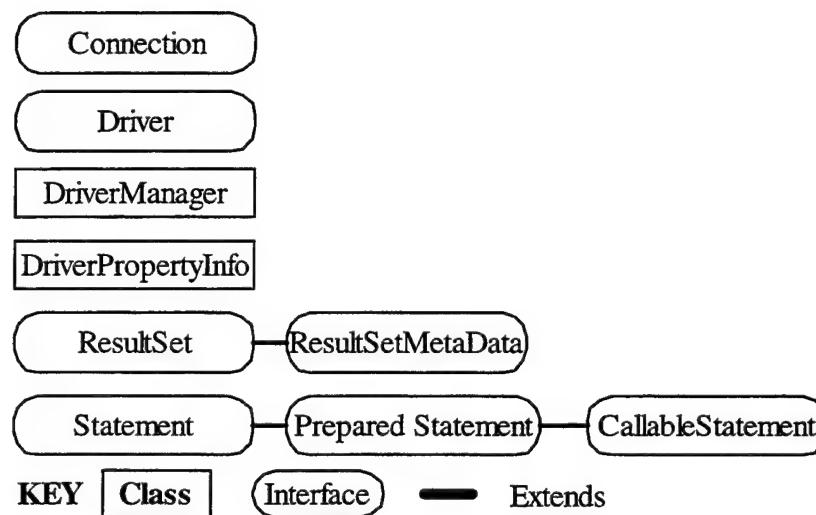 Connection
Driver
DriverManager
DriverPropertyInfo
ResultSet ResultSetMetaData
Statement Prepared Statement CallableStatement
KEY Class Interface Extends